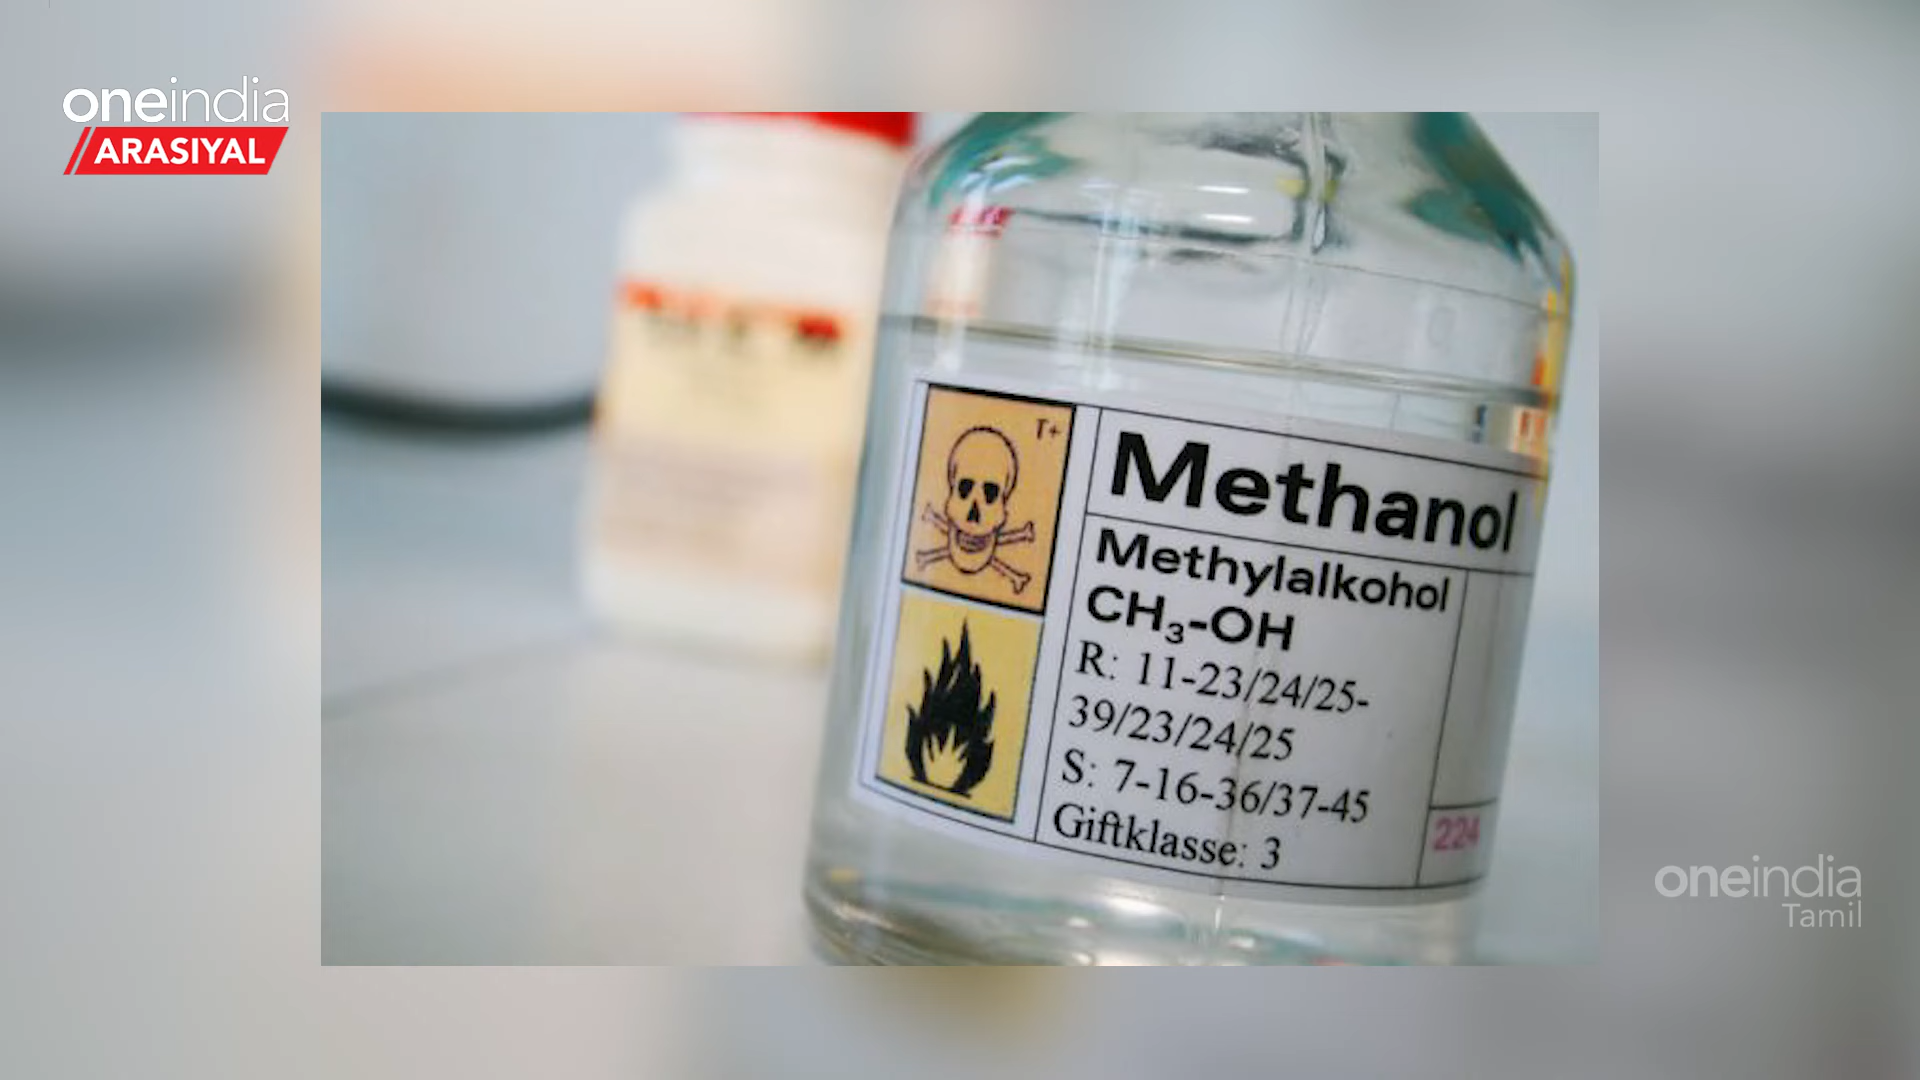 oneindia
ARASIYAL
T+
Methanol
Methylalkohol
CH₃-OH
R: 11-23/24/25-
39/23/24/25
S: 7-16-36/37-45
Giftklasse: 3
224
oneindia
Tamil